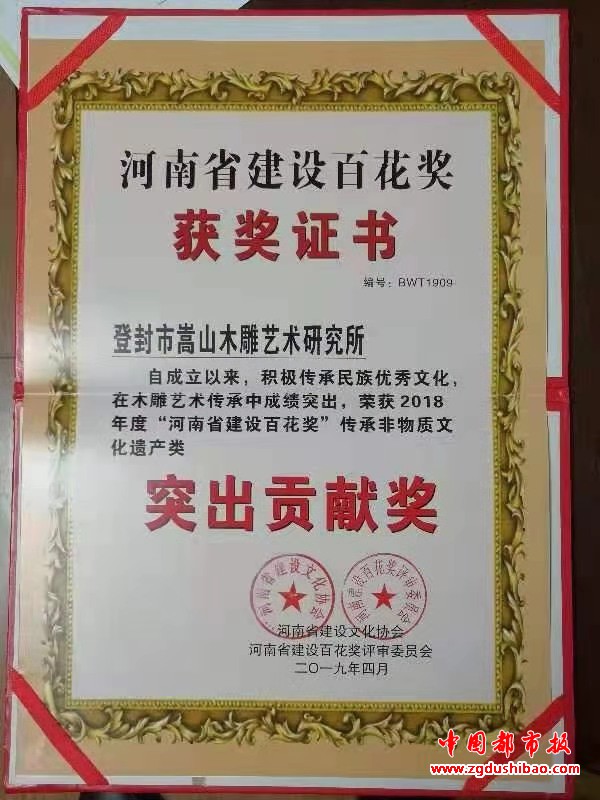 河南省建设百花奖
获奖证书
编号：BWT1909
登封市嵩山木雕艺术研究所
自成立以来，积极传承民族优秀文化，
在木雕艺术传承中成绩突出，荣获2018
年度“河南省建设百花奖”传承非物质文
化遗产类
突出贡献奖
河南省建设文化协会
河南省建设百花奖评审委员会
河南省建设文化协会
河南省建设百花奖评审委员会
二〇一九年四月
中国都市报
www.zgdushibao.com